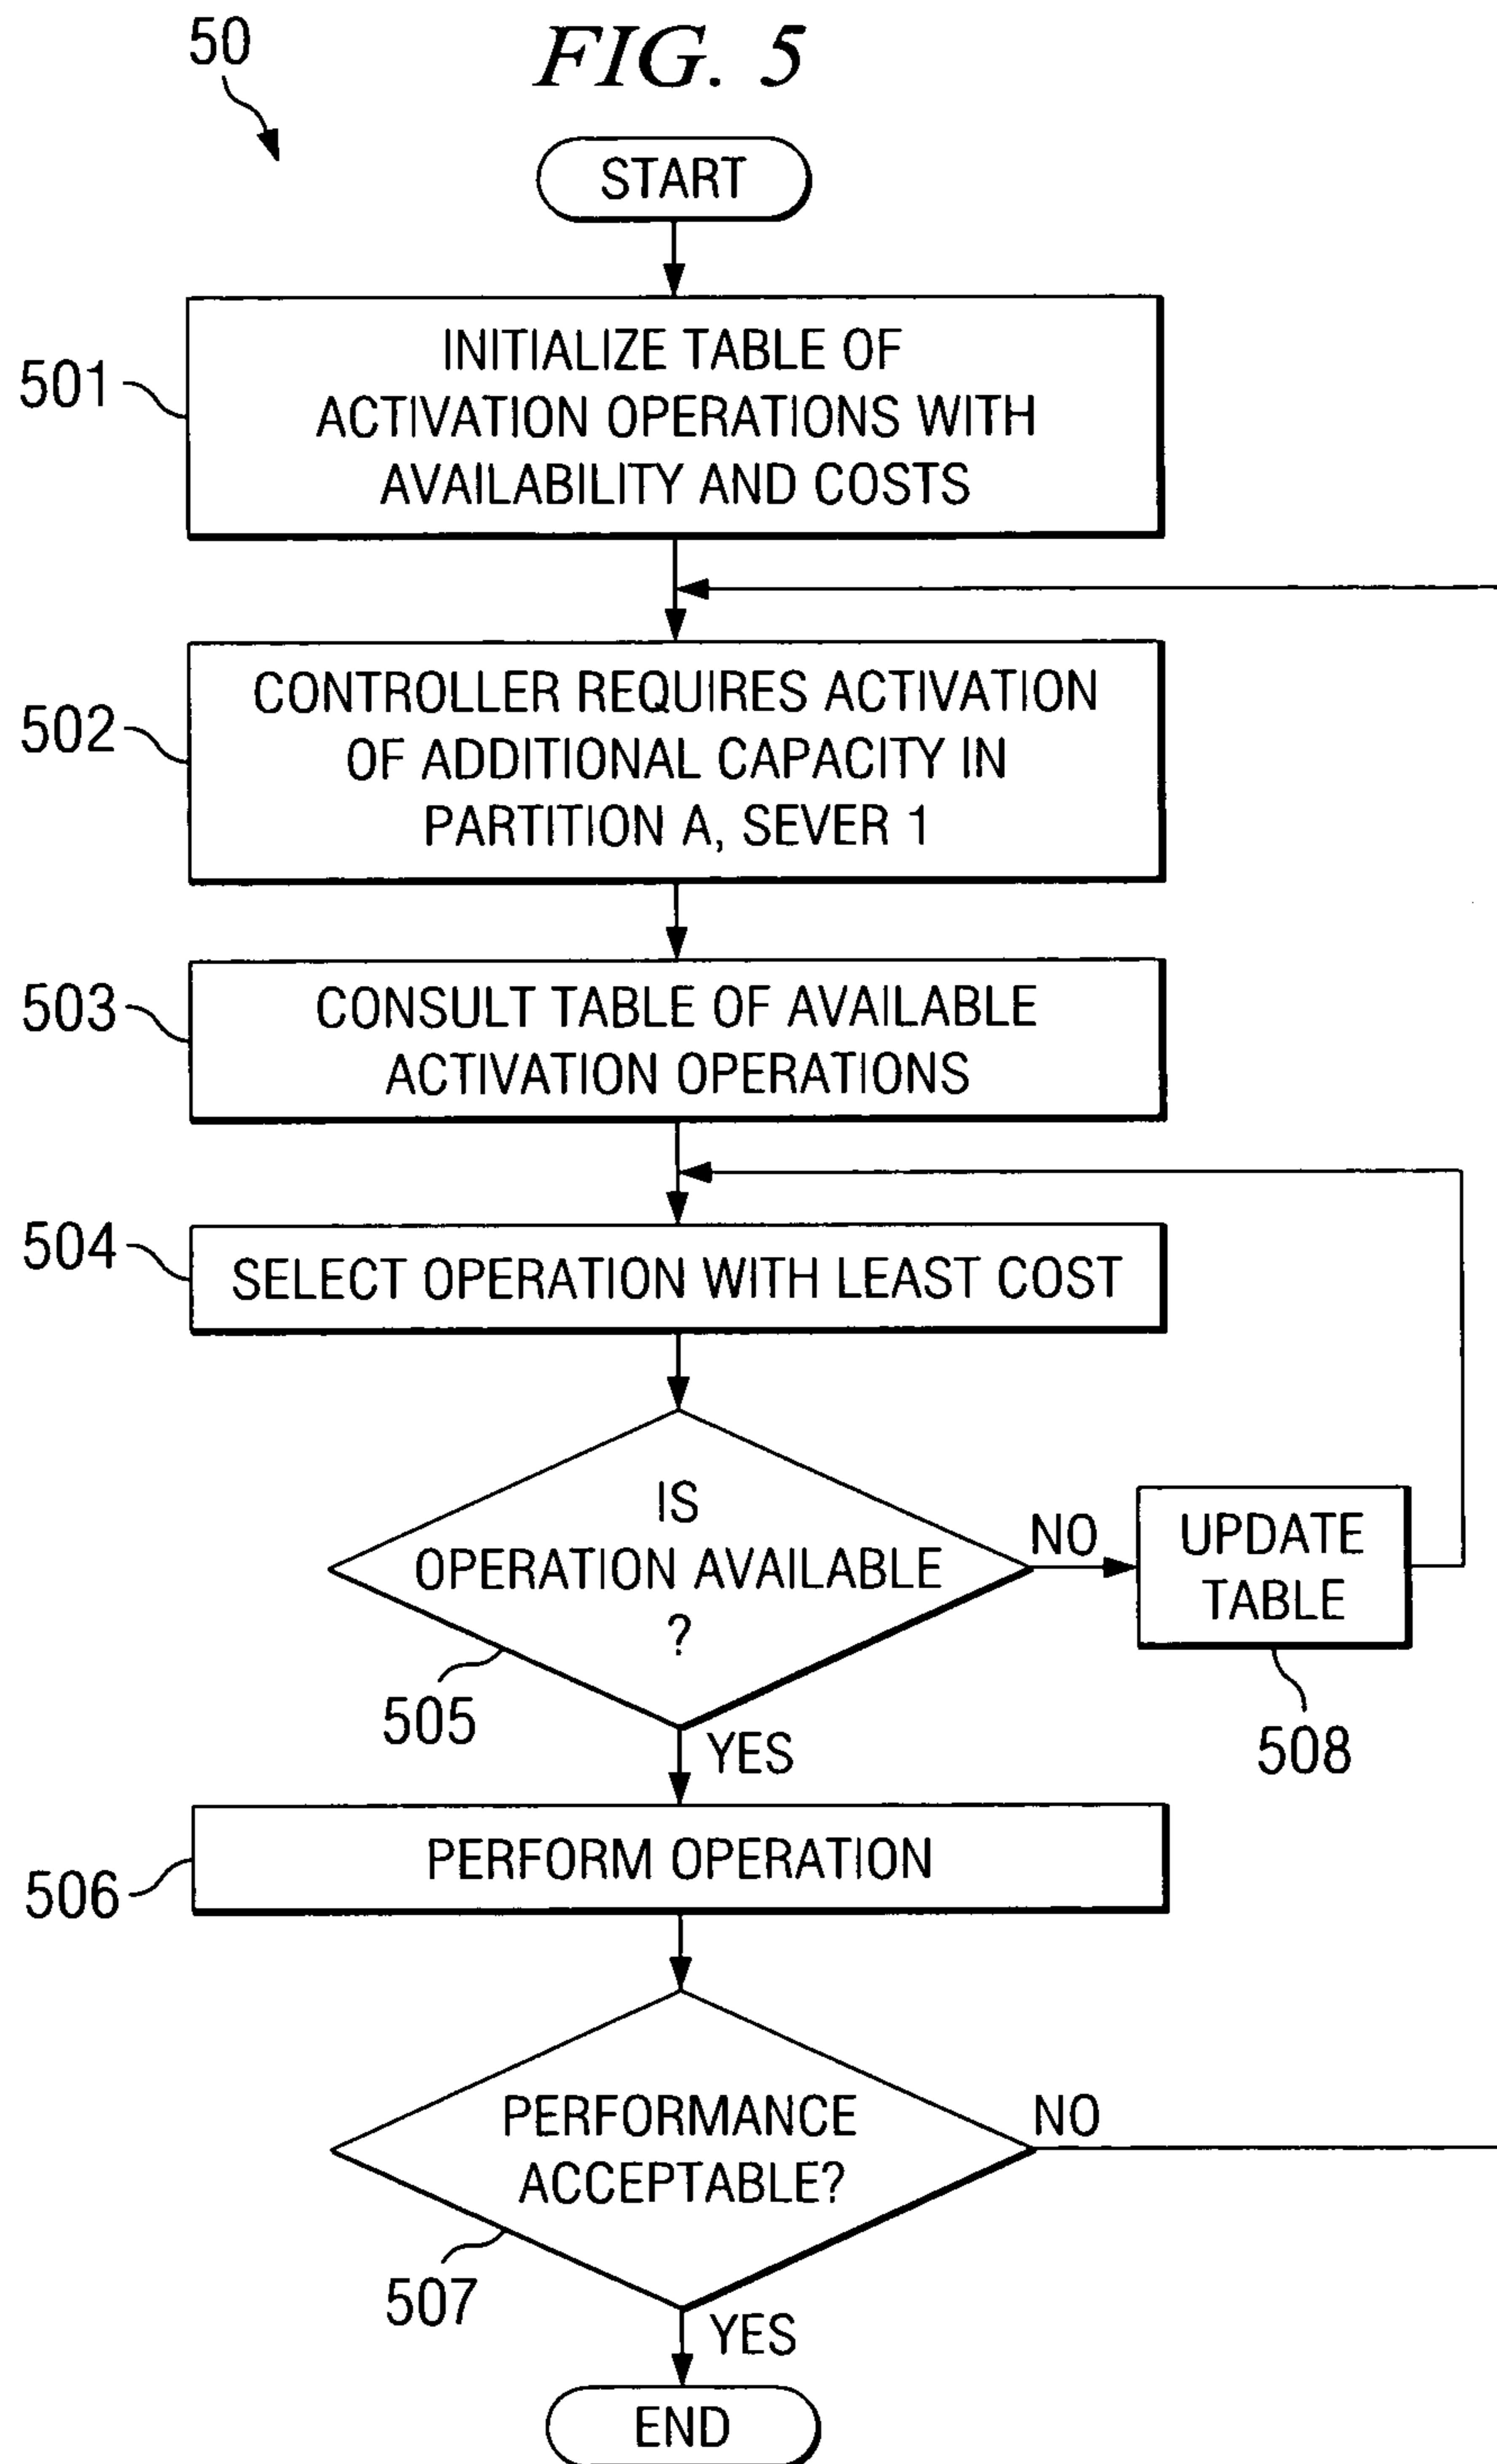 50
FIG. 5
START
501
INITIALIZE TABLE OF
ACTIVATION OPERATIONS WITH
AVAILABILITY AND COSTS
502
CONTROLLER REQUIRES ACTIVATION
OF ADDITIONAL CAPACITY IN
PARTITION A, SEVER 1
503
CONSULT TABLE OF AVAILABLE
ACTIVATION OPERATIONS
504
SELECT OPERATION WITH LEAST COST
IS
OPERATION AVAILABLE
?
505
NO
UPDATE
TABLE
508
YES
506
PERFORM OPERATION
PERFORMANCE
ACCEPTABLE?
NO
507
YES
END